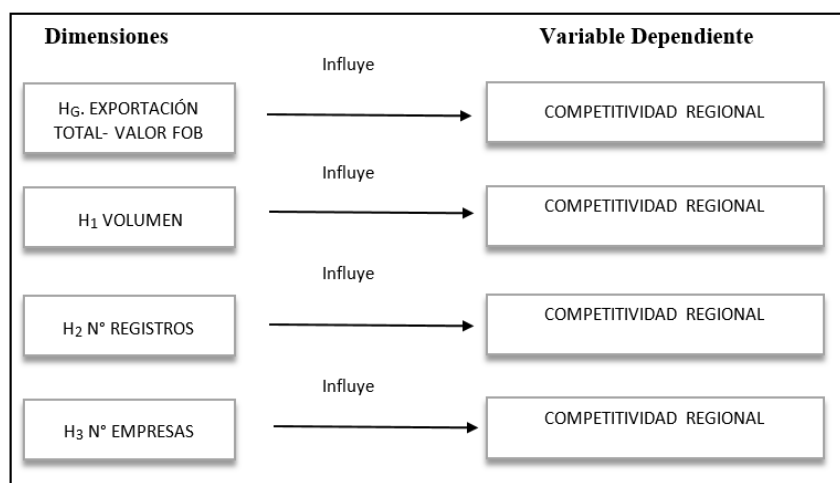 Dimensiones
Variable Dependiente
Influye
HG. EXPORTACIÓN
TOTAL- VALOR FOB
COMPETITIVIDAD REGIONAL
Influye
H1 VOLUMEN
COMPETITIVIDAD REGIONAL
Influye
H2 N° REGISTROS
COMPETITIVIDAD REGIONAL
Influye
H3 N° EMPRESAS
COMPETITIVIDAD REGIONAL